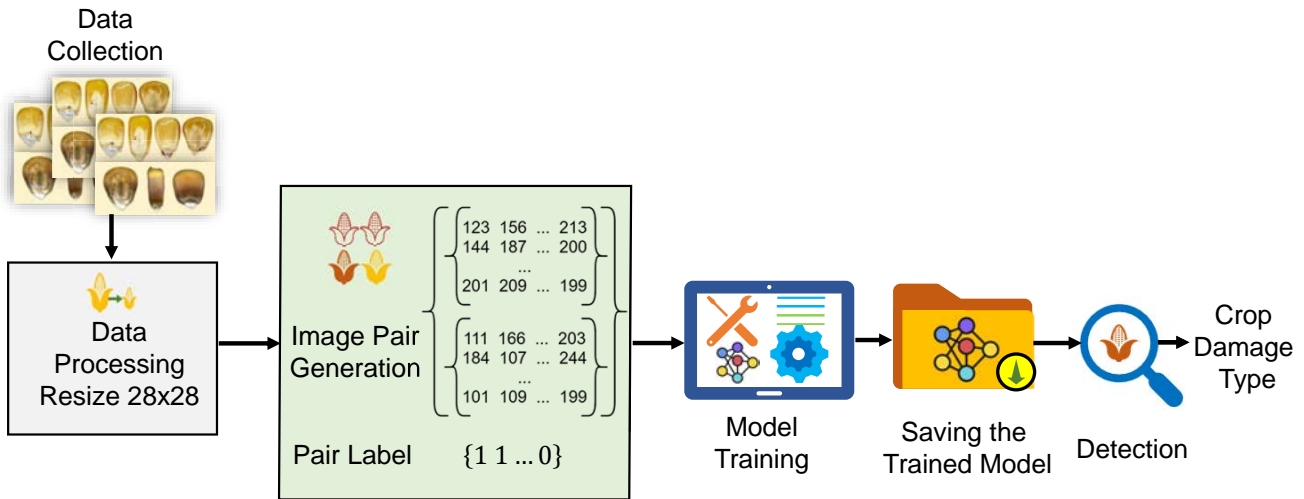 Data
Collection
Data
Processing
Resize 28x28
Image Pair
Generation
123 156 ... 213
144 187 ... 200
...
201 209 ... 199
111 166 ... 203
184 107 ... 244
...
101 109 ... 199
Pair Label {1 1 ... 0}
Model
Training
Saving the
Trained Model
Detection
Crop
Damage
Type